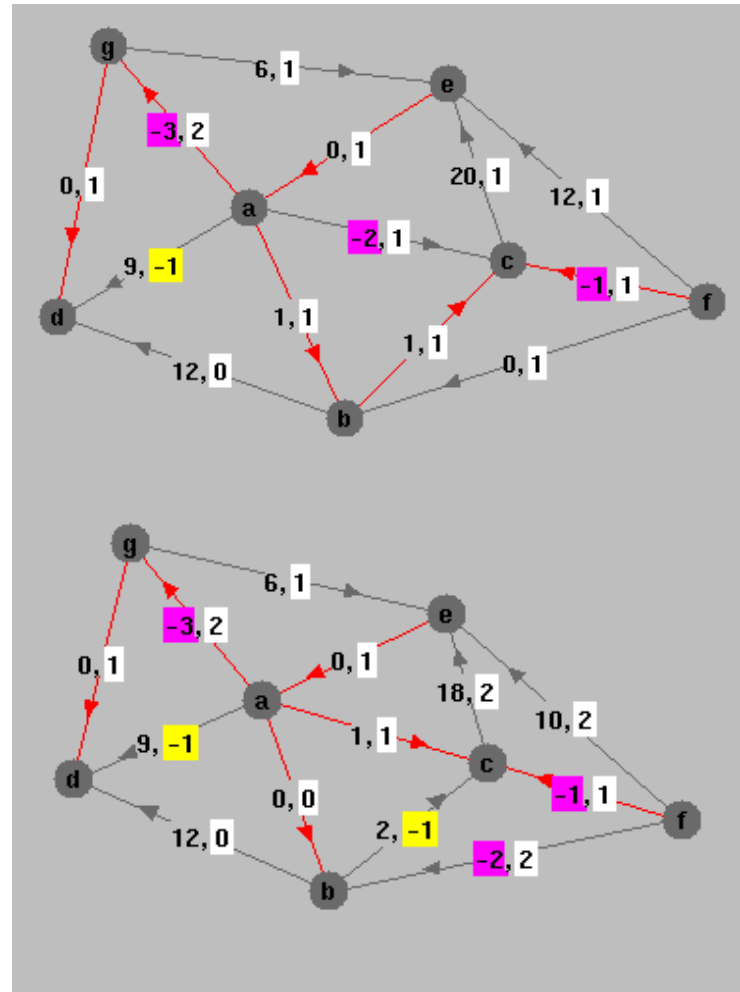 g
6, 1
e
-3, 2
0, 1
0, 1
20, 1
12, 1
a
-2, 1
c
9, -1
-1, 1
f
d
1, 1
1, 1
12, 0
0, 1
b
g
6, 1
e
-3, 2
0, 1
0, 1
18, 2
10, 2
a
9, -1
1, 1
c
d
0, 0
-1, 1
f
12, 0
2, -1
-2, 2
b